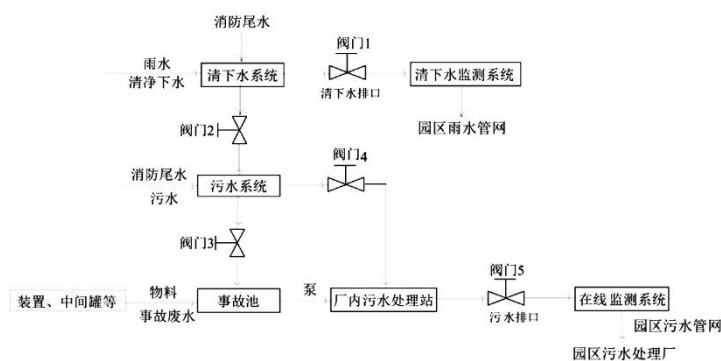 消防尾水
雨水
清净下水
清下水系统
阀门1
清下水排口
清下水监测系统
园区雨水管网
阀门2
消防尾水
污水
污水系统
阀门4
阀门3
装置、中间罐等
物料
事故废水
事故池
泵
厂内污水处理站
阀门5
污水排口
在线监测系统
园区污水管网
园区污水处理厂